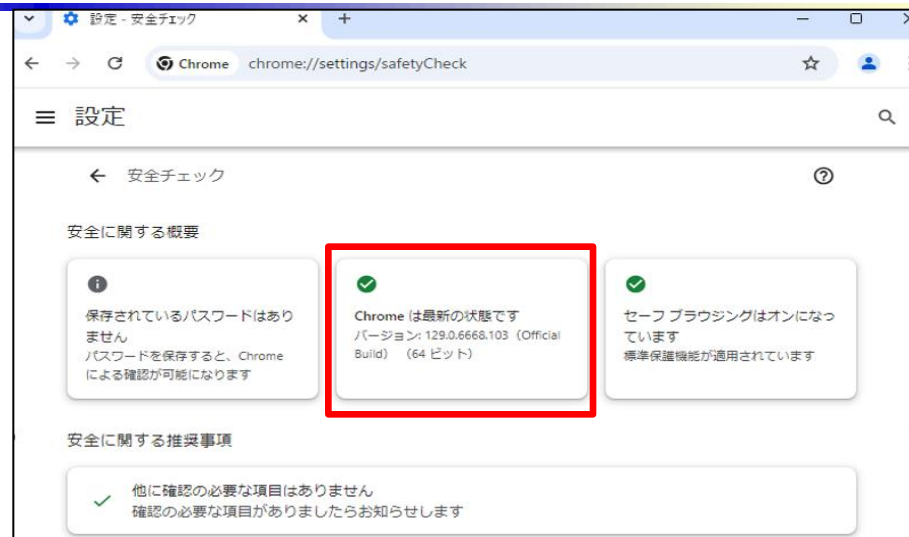 設定 - 安全チェック
Chrome chrome://settings/safetyCheck
設定
安全チェック
安全に関する概要
保存されているパスワードはあり
ません
パスワードを保存すると、Chrome
による確認が可能になります
Chrome は最新の状態です
バージョン: 129.0.6668.103（Official
Build）（64 ビット）
セーフ ブラウジングはオンになっ
ています
標準保護機能が適用されています
安全に関する推奨事項
他に確認の必要な項目はありません
確認の必要な項目がありましたらお知らせします